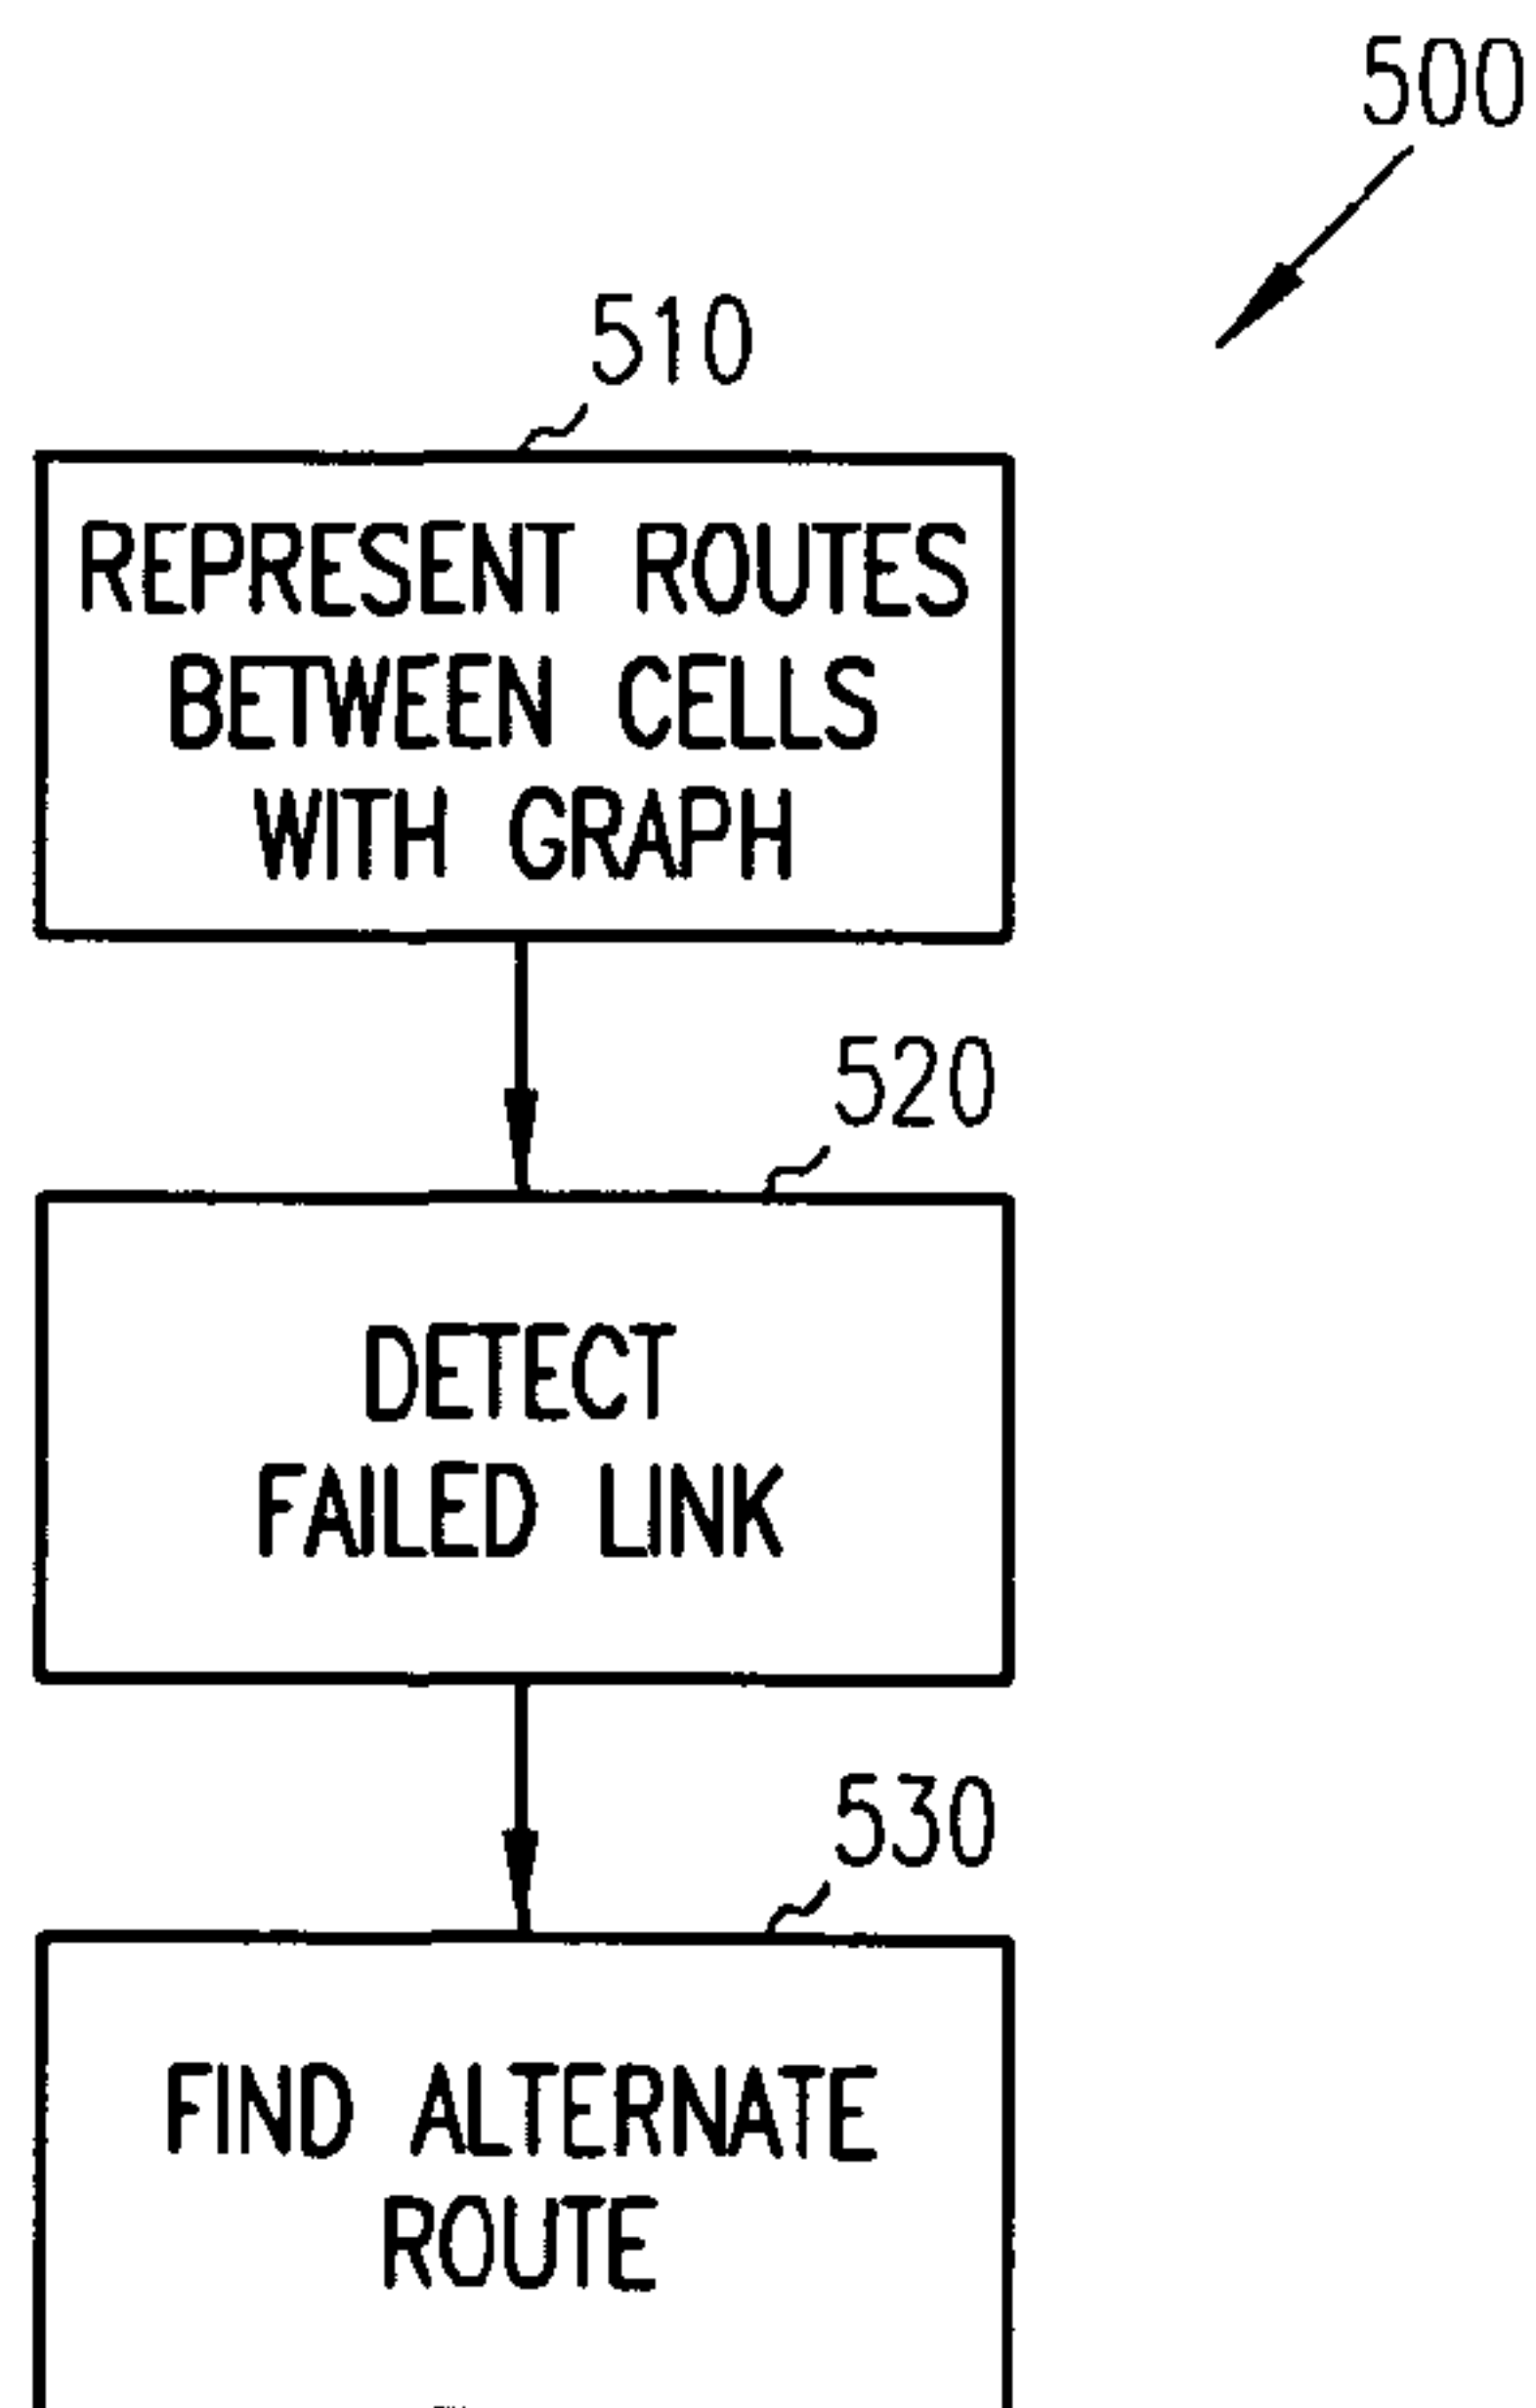 500
510
REPRESENT ROUTES
BETWEEN CELLS
WITH GRAPH
520
DETECT
FAILED LINK
530
FIND ALTERNATE
ROUTE